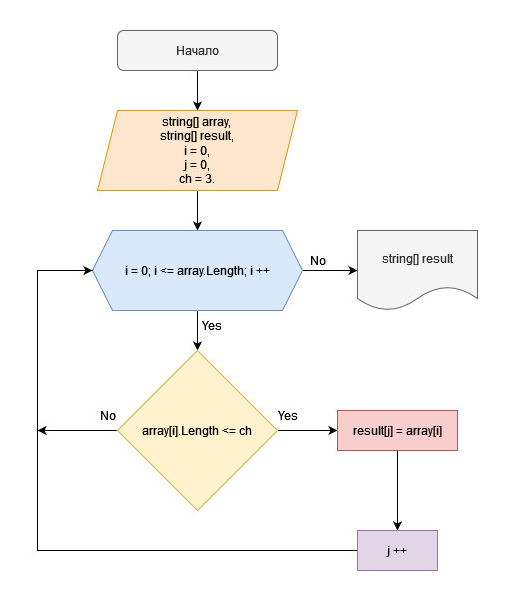 Начало
string[] array,
string[] result,
i = 0,
j = 0,
ch = 3.
i = 0; i <= array.Length; i ++
No
string[] result
Yes
No
array[i].Length <= ch
Yes
result[j] = array[i]
j ++